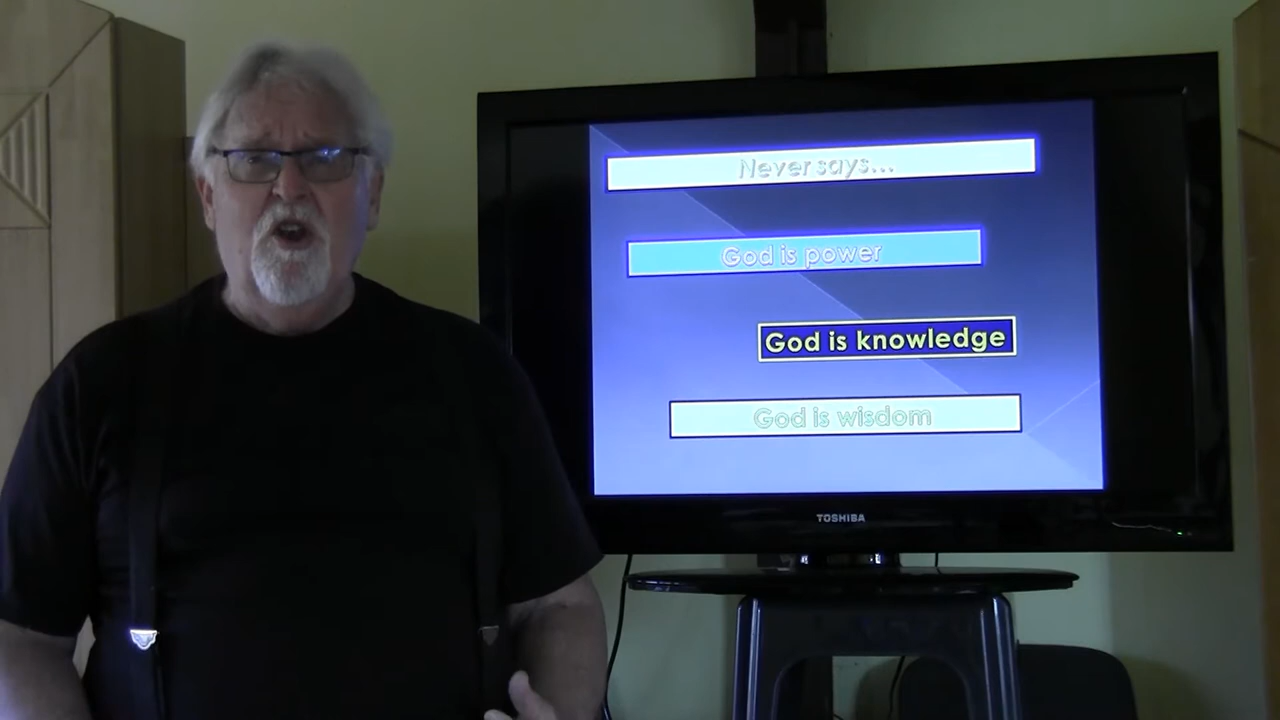 Never says...
God is power
God is knowledge
God is wisdom
TOSHIBA